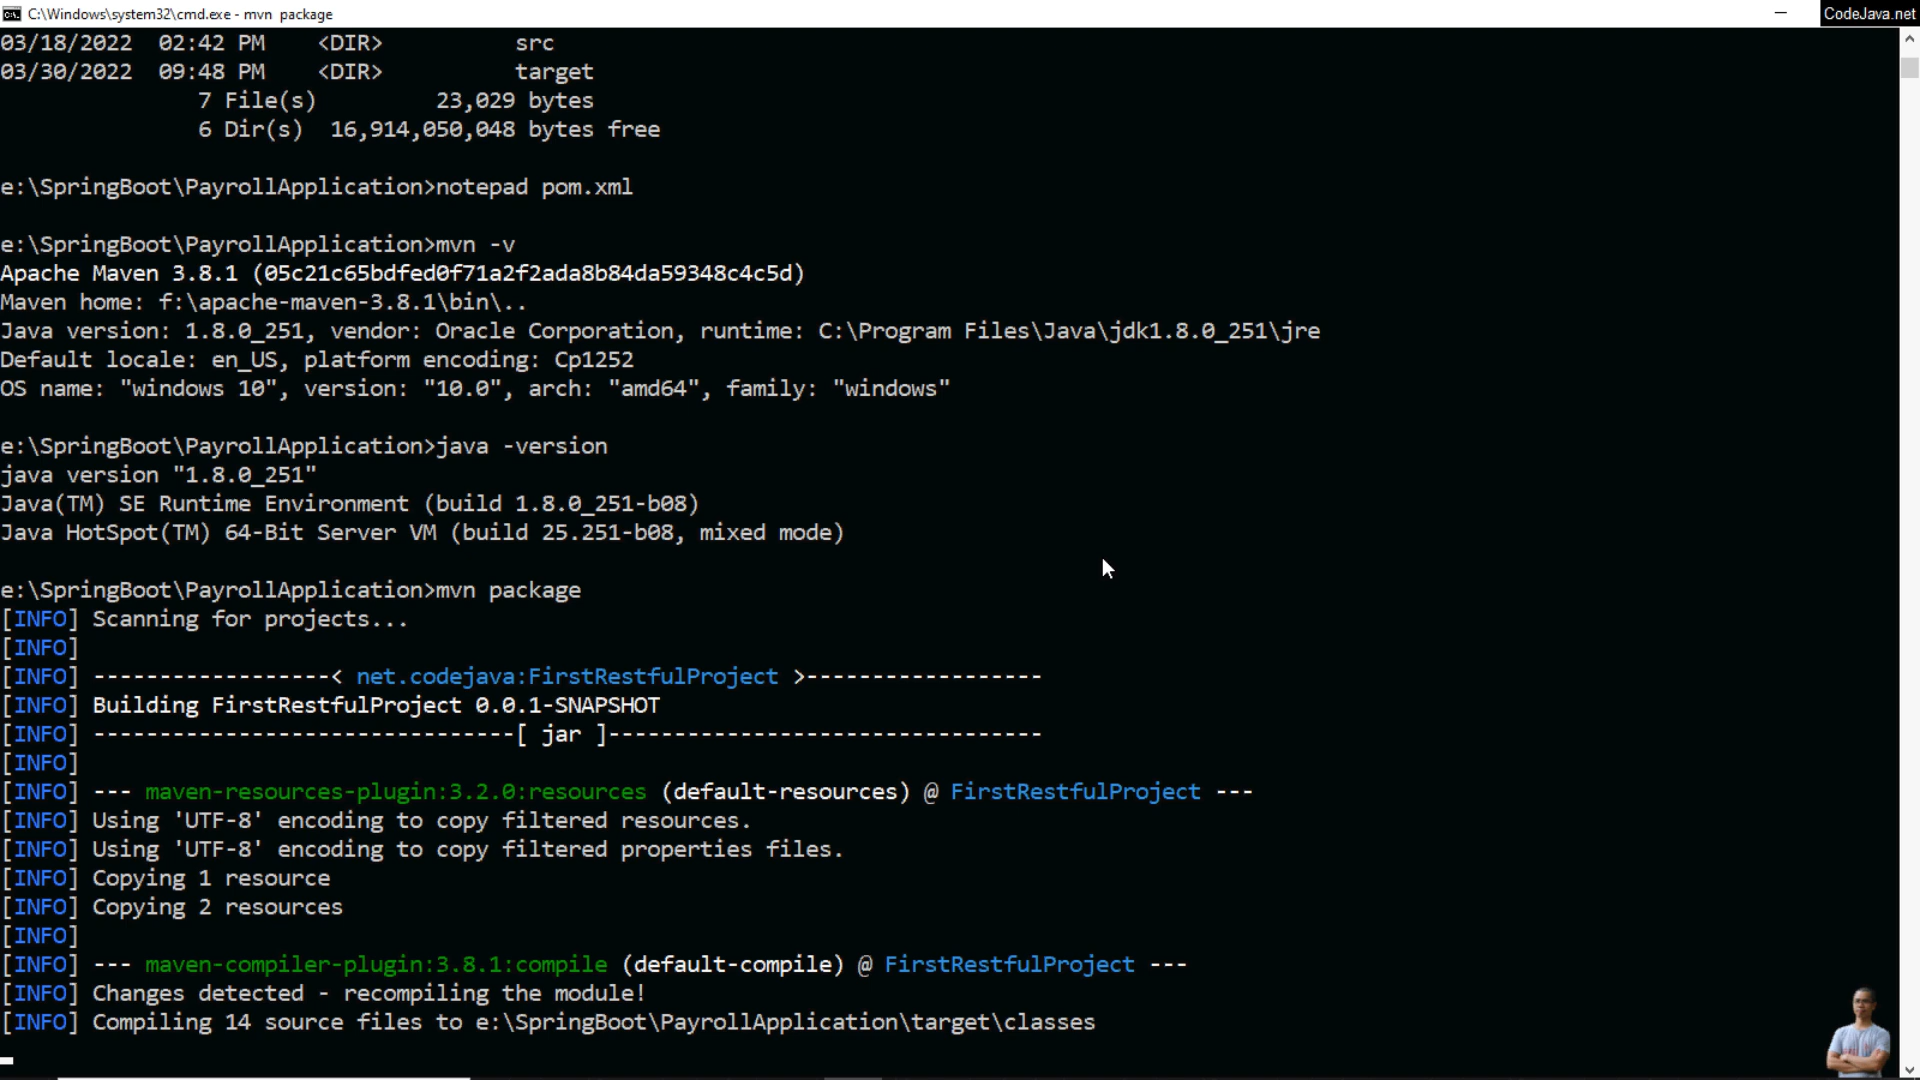 C:\Windows\system32\cmd.exe - mvn  package
CodeJava.net
03/18/2022  02:42 PM    <DIR>          src
03/30/2022  09:48 PM    <DIR>          target
               7 File(s)         23,029 bytes
               6 Dir(s)  16,914,050,048 bytes free
e:\SpringBoot\PayrollApplication>notepad pom.xml
e:\SpringBoot\PayrollApplication>mvn -v
Apache Maven 3.8.1 (05c21c65bdfed0f71a2f2ada8b84da59348c4c5d)
Maven home: f:\apache-maven-3.8.1\bin\..
Java version: 1.8.0_251, vendor: Oracle Corporation, runtime: C:\Program Files\Java\jdk1.8.0_251\jre
Default locale: en_US, platform encoding: Cp1252
OS name: "windows 10", version: "10.0", arch: "amd64", family: "windows"
e:\SpringBoot\PayrollApplication>java -version
java version "1.8.0_251"
Java(TM) SE Runtime Environment (build 1.8.0_251-b08)
Java HotSpot(TM) 64-Bit Server VM (build 25.251-b08, mixed mode)
e:\SpringBoot\PayrollApplication>mvn package
[INFO] Scanning for projects...
[INFO]
[INFO] ------------------< net.codejava:FirstRestfulProject >------------------
[INFO] Building FirstRestfulProject 0.0.1-SNAPSHOT
[INFO] --------------------------------[ jar ]---------------------------------
[INFO]
[INFO] --- maven-resources-plugin:3.2.0:resources (default-resources) @ FirstRestfulProject ---
[INFO] Using 'UTF-8' encoding to copy filtered resources.
[INFO] Using 'UTF-8' encoding to copy filtered properties files.
[INFO] Copying 1 resource
[INFO] Copying 2 resources
[INFO]
[INFO] --- maven-compiler-plugin:3.8.1:compile (default-compile) @ FirstRestfulProject ---
[INFO] Changes detected - recompiling the module!
[INFO] Compiling 14 source files to e:\SpringBoot\PayrollApplication\target\classes